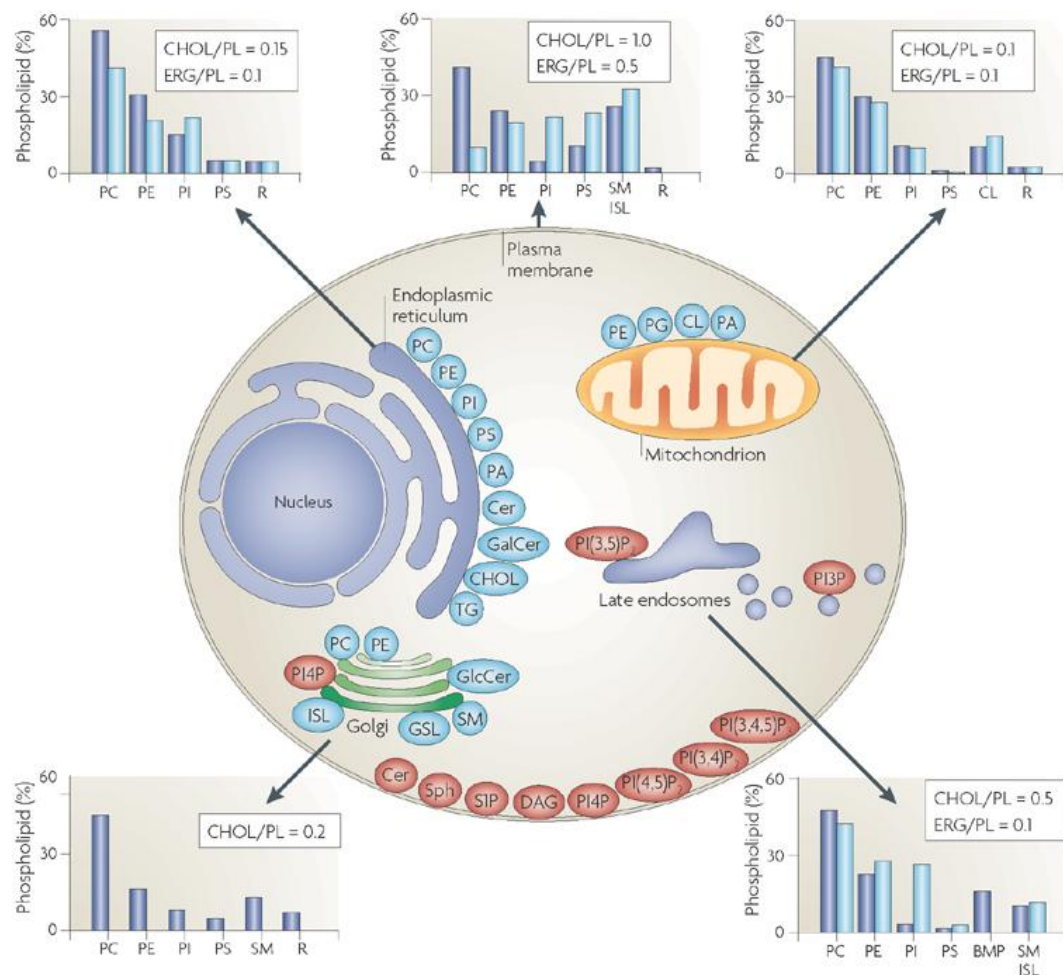 60
30
0
Phospholipid (%)
CHOL/PL = 0.15
ERG/PL = 0.1
PC PE PI PS R
60
30
0
Phospholipid (%)
CHOL/PL = 1.0
ERG/PL = 0.5
PC PE PI PS SM R
ISL
60
30
0
Phospholipid (%)
CHOL/PL = 0.1
ERG/PL = 0.1
PC PE PI PS CL R
Plasma
membrane
Endoplasmic
reticulum
PC
PE
PI
PS
PA
Cer
GalCer
CHOL
TG
Nucleus
PE PG CL PA
Mitochondrion
PI(3,5)P2
Late endosomes
PI3P
PC PE
PI4P
GlcCer
ISL
Golgi
GSL
SM
Cer
Sph
S1P
DAG
PI4P
PI(4,5)P2
PI(3,4)P2
PI(3,4,5)P3
60
30
0
Phospholipid (%)
CHOL/PL = 0.2
PC PE PI PS SM R
60
30
0
Phospholipid (%)
CHOL/PL = 0.5
ERG/PL = 0.1
PC PE PI PS BMP SM
ISL